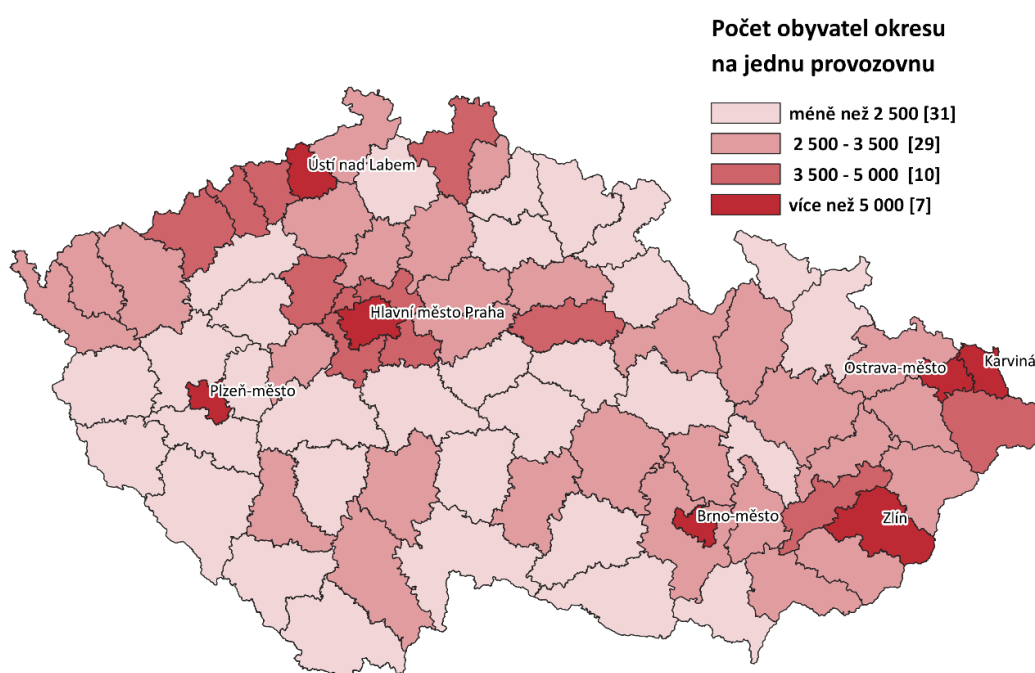 Počet obyvatel okresu
na jednu provozovnu
méně než 2 500 [31]
2 500 - 3 500 [29]
3 500 - 5 000 [10]
více než 5 000 [7]
Ústí nad Labem
Hlavní město Praha
Plzeň-město
Ostrava-město
Karviná
Brno-město
Zlín